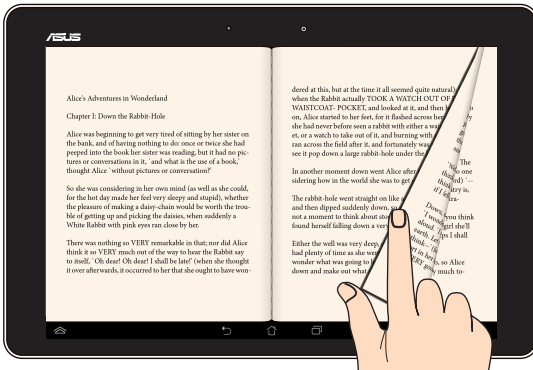 ASUS
Alice's Adventures in Wonderland
Chapter I: Down the Rabbit-Hole
Alice was beginning to get very tired of sitting by her sister on
the bank, and of having nothing to do: once or twice she had
peeped into the book her sister was reading, but it had no pic-
tures or conversations in it, `and what is the use of a book,'
thought Alice `without pictures or conversation?'
So she was considering in her own mind (as well as she could,
for the hot day made her feel very sleepy and stupid), whether
the pleasure of making a daisy-chain would be worth the trou-
ble of getting up and picking the daisies, when suddenly a
White Rabbit with pink eyes ran close by her.
There was nothing so VERY remarkable in that; nor did Alice
think it so VERY much out of the way to hear the Rabbit say
to itself, `Oh dear! Oh dear! I shall be late!' (when she thought
it over afterwards, it occurred to her that she ought to have won-
dered at this, but at the time it all seemed quite natural);
when the Rabbit actually TOOK A WATCH OUT OF
WAISTCOAT- POCKET, and looked at it, and then
on, Alice started to her feet, for it flashed across her
she had never before seen a rabbit with either a
et, or a watch to take out of it, and burning with
ran across the field after it, and fortunately was
see it pop down a large rabbit-hole under the
In another moment down went Alice after
sidering how in the world she was to get
The rabbit-hole went straight on like
and then dipped suddenly down, so
not a moment to think about
found herself falling down a
Either the well was very deep,
had plenty of time as she
wonder what was going to
down and make out what